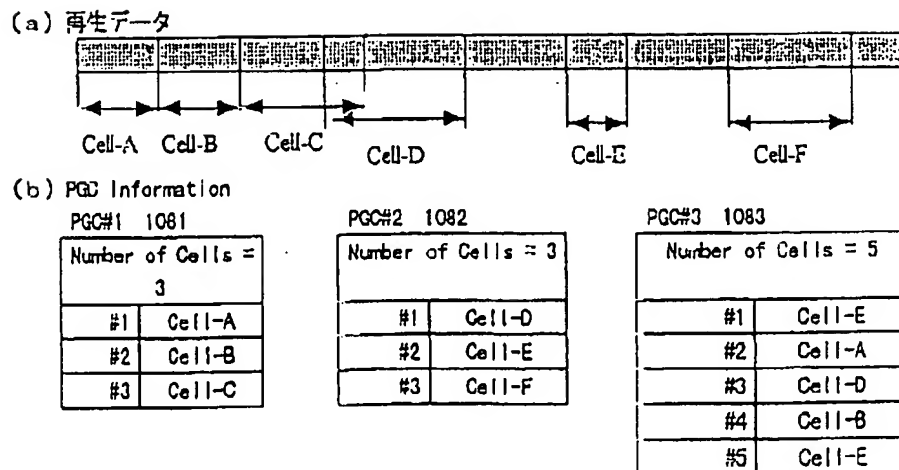 (a) 再生データ
Cell-A Cell-B Cell-C Cell-D Cell-E Cell-F
(b) PGC Information
PGC#1 1081
Number of Cells =
3
#1 Cell-A
#2 Cell-B
#3 Cell-C
PGC#2 1082
Number of Cells = 3
#1 Cell-D
#2 Cell-E
#3 Cell-F
PGC#3 1083
Number of Cells = 5
#1 Cell-E
#2 Cell-A
#3 Cell-D
#4 Cell-B
#5 Cell-E